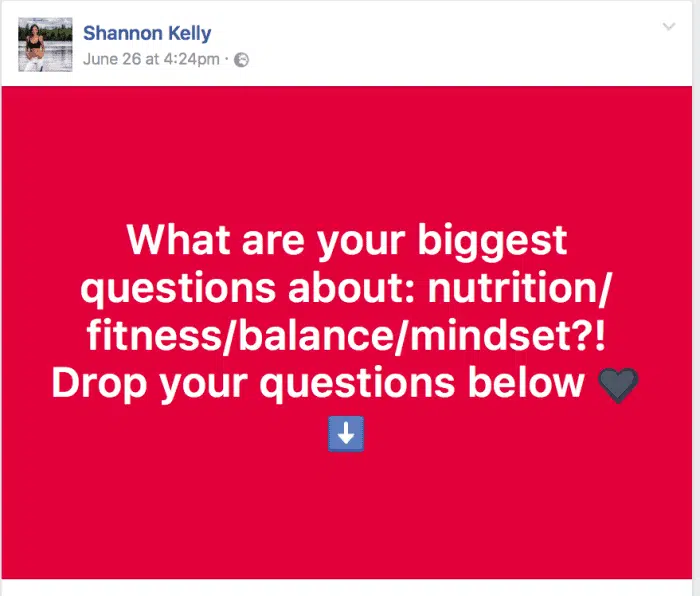 Shannon Kelly
June 26 at 4:24pm ·
What are your biggest
questions about: nutrition/
fitness/balance/mindset?!
Drop your questions below 🖤
⬇️